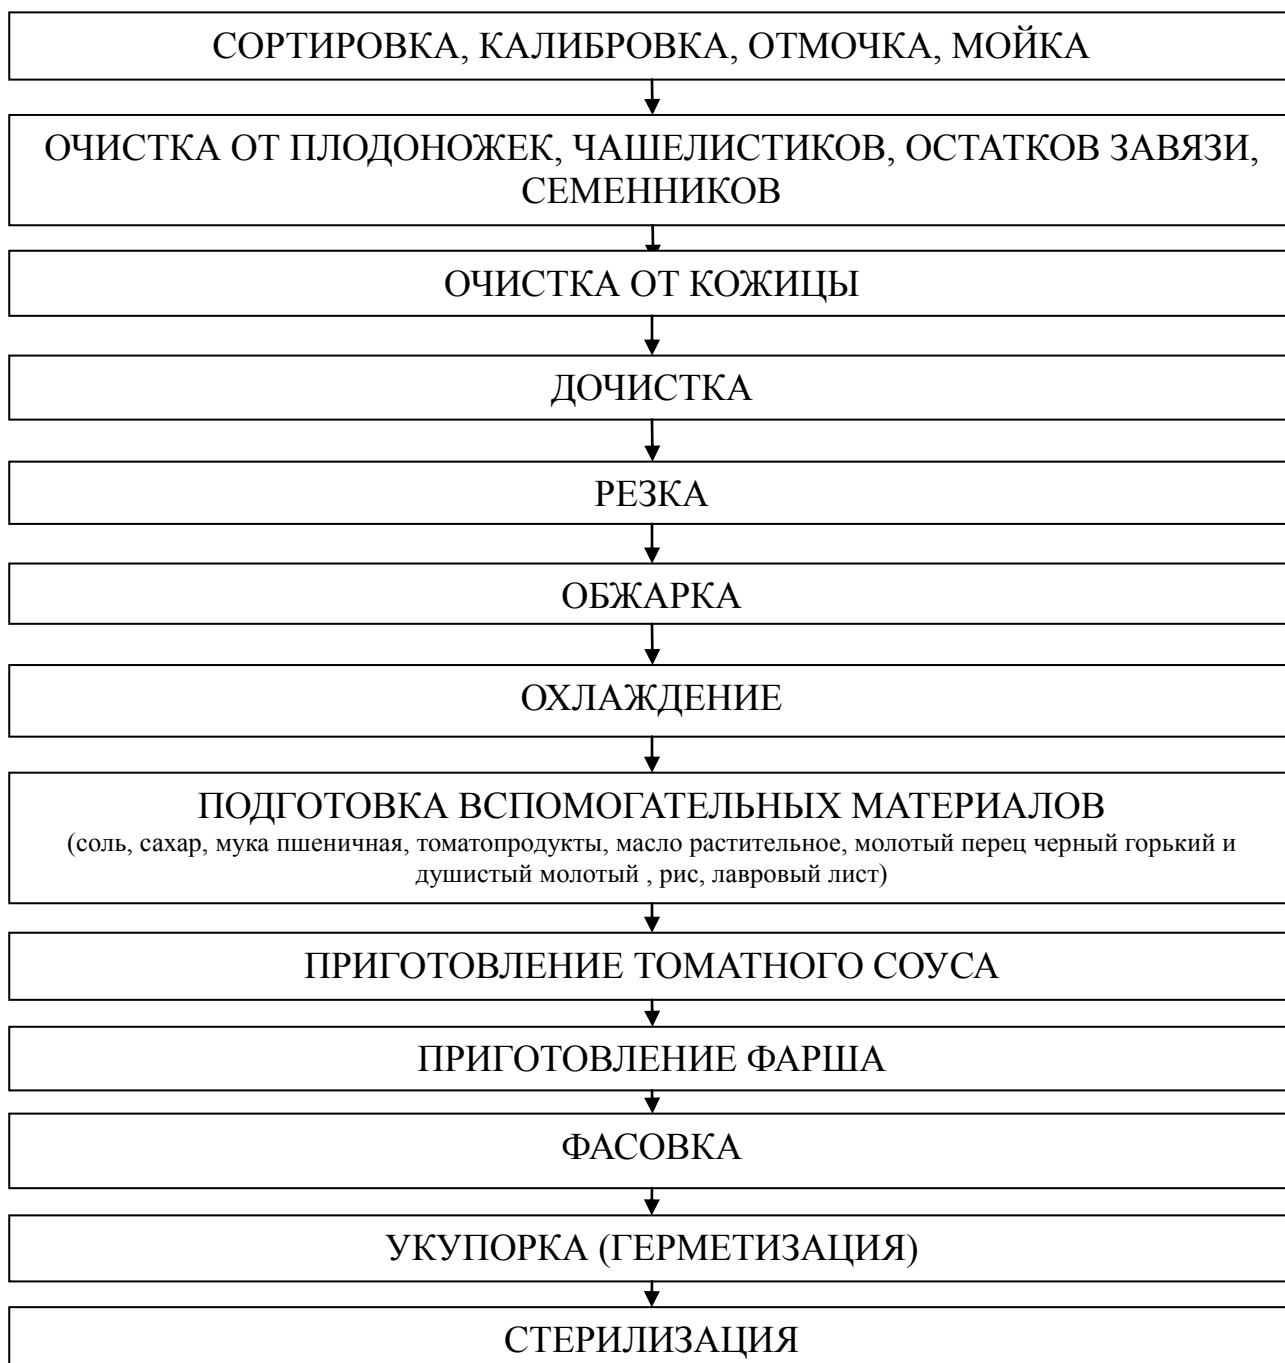 СОРТИРОВКА, КАЛИБРОВКА, ОТМОЧКА, МОЙКА
ОЧИСТКА ОТ ПЛОДОНОЖЕК, ЧАШЕЛИСТИКОВ, ОСТАТКОВ ЗАВЯЗИ,
СЕМЕННИКОВ
ОЧИСТКА ОТ КОЖИЦЫ
ДОЧИСТКА
РЕЗКА
ОБЖАРКА
ОХЛАЖДЕНИЕ
ПОДГОТОВКА ВСПОМОГАТЕЛЬНЫХ МАТЕРИАЛОВ
(соль, сахар, мука пшеничная, томатопродукты, масло растительное, молотый перец черный горький и
душистый молотый , рис, лавровый лист)
ПРИГОТОВЛЕНИЕ ТОМАТНОГО СОУСА
ПРИГОТОВЛЕНИЕ ФАРША
ФАСОВКА
УКУПОРКА (ГЕРМЕТИЗАЦИЯ)
СТЕРИЛИЗАЦИЯ